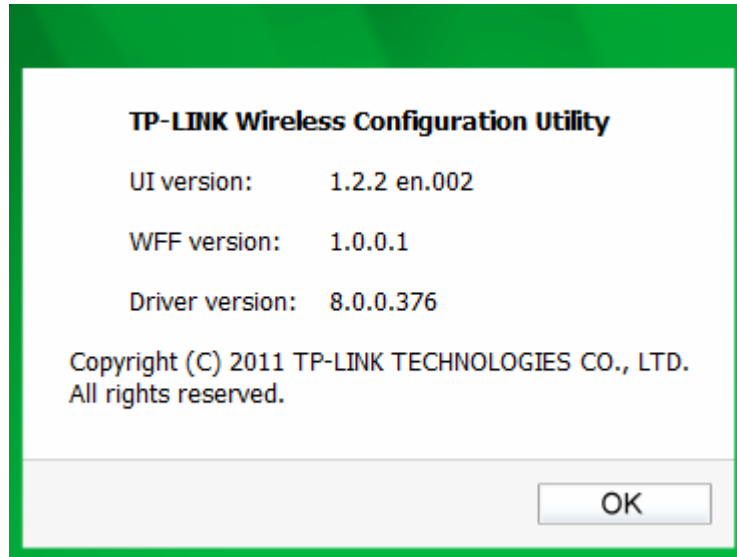 TP-LINK Wireless Configuration Utility
UI version: 1.2.2 en.002
WFF version: 1.0.0.1
Driver version: 8.0.0.376
Copyright (C) 2011 TP-LINK TECHNOLOGIES CO., LTD.
All rights reserved.
OK